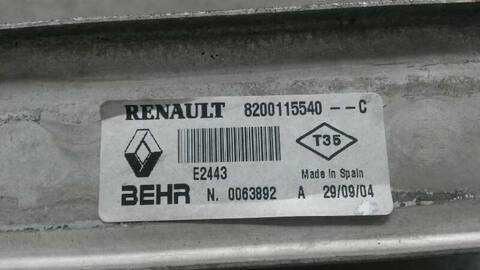 RENAULT 8200115540--C
T35
E2443 Made in Spain
BEHR N. 0063892 A 29/09/04